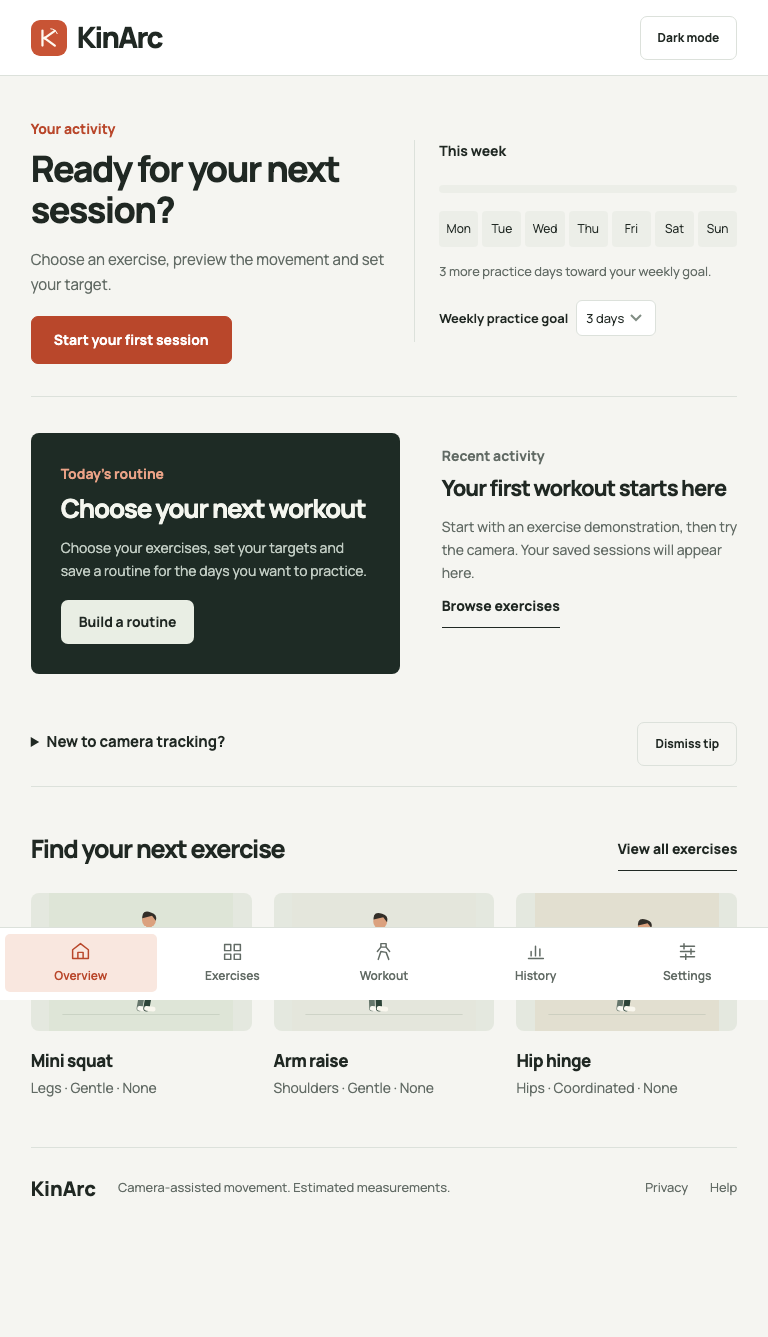 KinArc
Dark mode
Your activity
Ready for your next
session?
Choose an exercise, preview the movement and set
your target.
Start your first session
This week
Mon Tue Wed Thu Fri Sat Sun
3 more practice days toward your weekly goal.
Weekly practice goal 3 days
Today's routine
Choose your next workout
Choose your exercises, set your targets and
save a routine for the days you want to practice.
Build a routine
Recent activity
Your first workout starts here
Start with an exercise demonstration, then try
the camera. Your saved sessions will appear
here.
Browse exercises
New to camera tracking?
Dismiss tip
Find your next exercise
View all exercises
Overview Exercises Workout History Settings
Mini squat
Legs · Gentle · None
Arm raise
Shoulders · Gentle · None
Hip hinge
Hips · Coordinated · None
KinArc Camera-assisted movement. Estimated measurements. Privacy Help